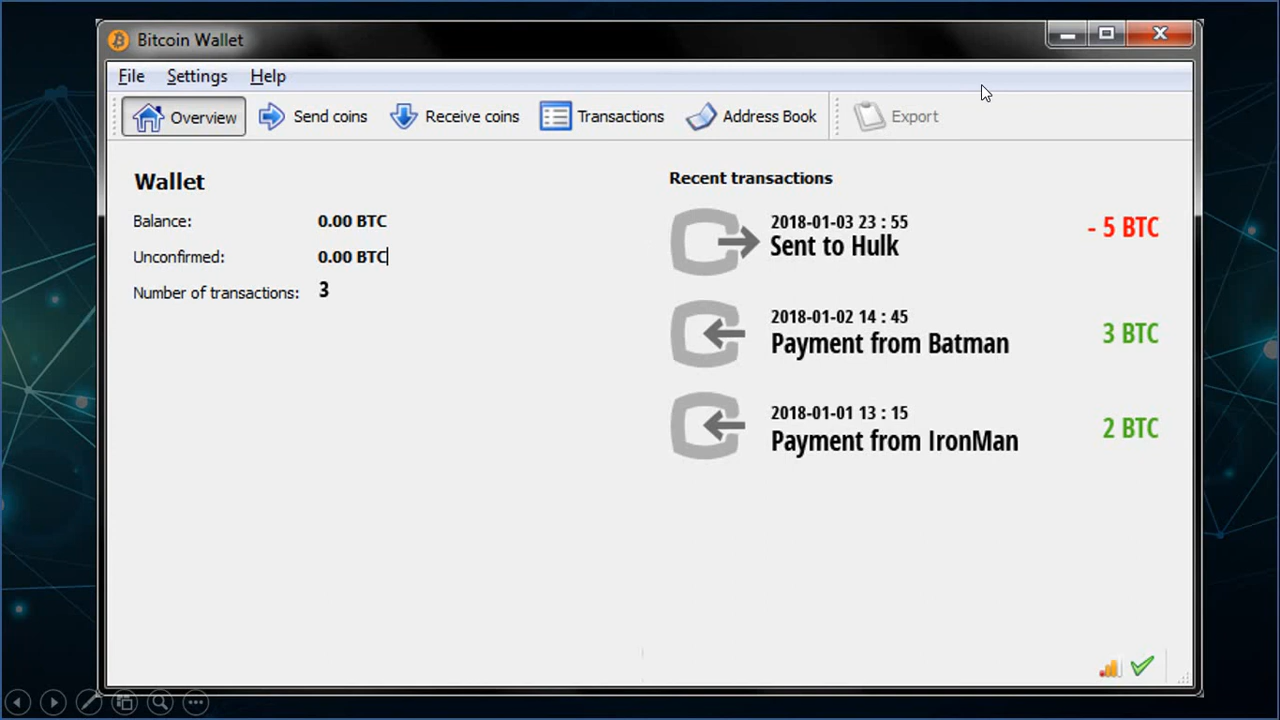 Bitcoin Wallet
File Settings Help
Overview Send coins Receive coins Transactions Address Book Export
Wallet
Balance: 0.00 BTC
Unconfirmed: 0.00 BTC
Number of transactions: 3
Recent transactions
2018-01-03 23 : 55
Sent to Hulk
- 5 BTC
2018-01-02 14 : 45
Payment from Batman
3 BTC
2018-01-01 13 : 15
Payment from IronMan
2 BTC